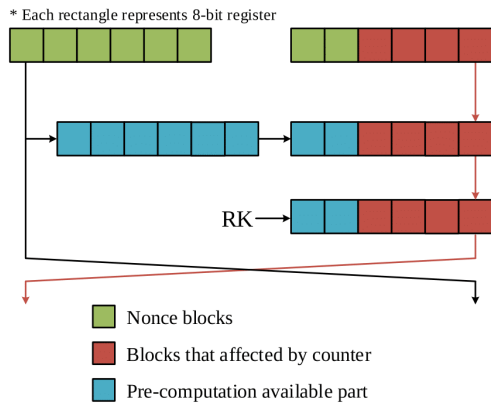 * Each rectangle represents 8-bit register
RK
Nonce blocks
Blocks that affected by counter
Pre-computation available part